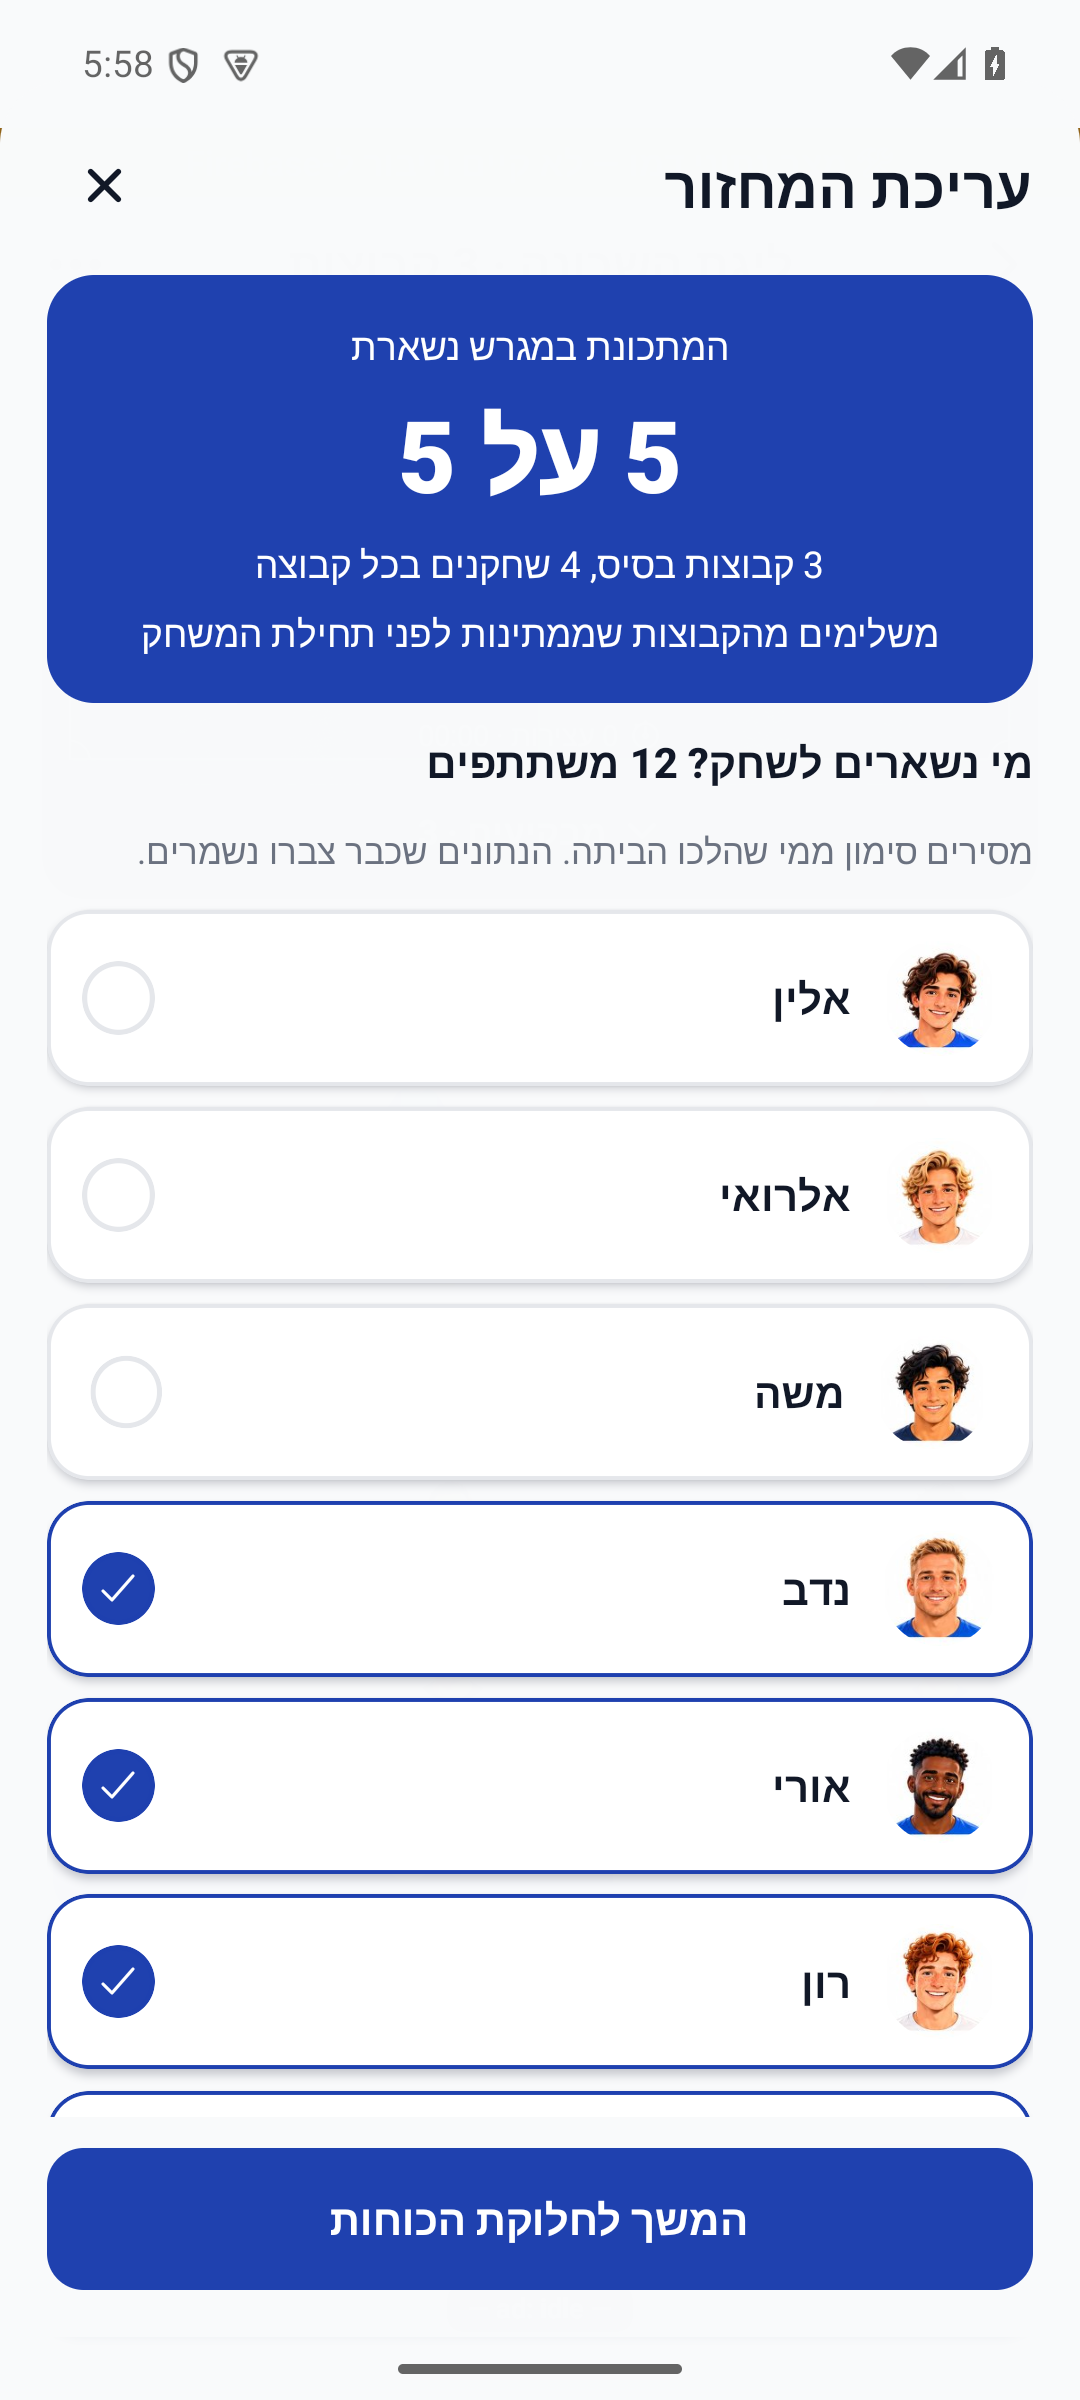 5:58
עריכת המחזור
המתכונת במגרש נשארת
5 על 5
3 קבוצות בסיס, 4 שחקנים בכל קבוצה
משלימים מהקבוצות שממתינות לפני תחילת המשחק
מי נשארים לשחק? 12 משתתפים
מסירים סימון ממי שהלכו הביתה. הנתונים שכבר צברו נשמרים.
אלין
אלרואי
משה
נדב
אורי
רון
המשך לחלוקת הכוחות